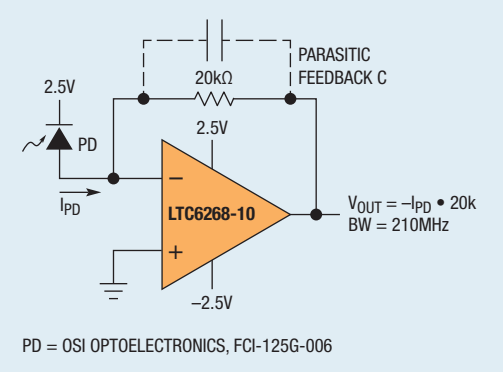 PARASITIC
FEEDBACK C
20kΩ
2.5V
PD
2.5V
IPD
–
LTC6268-10
+
VOUT = –IPD • 20k
BW = 210MHz
–2.5V
PD = OSI OPTOELECTRONICS, FCI-125G-006